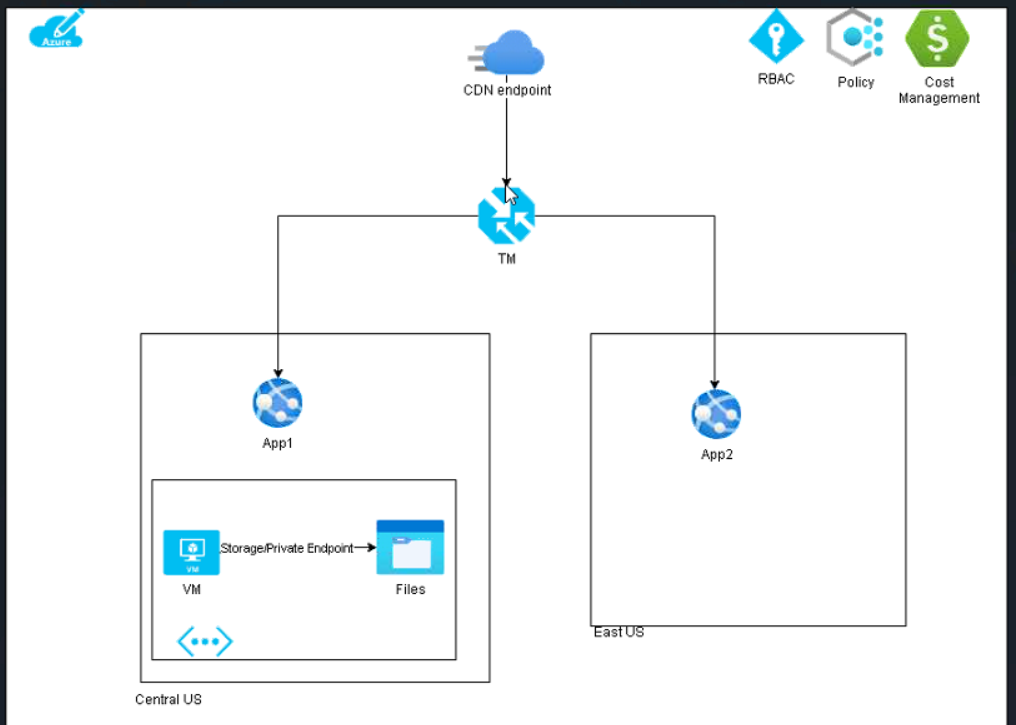 Azure
CDN endpoint
RBAC
Policy
Cost
Management
TM
App1
App2
Storage/Private Endpoint
VM
VM
Files
East US
Central US